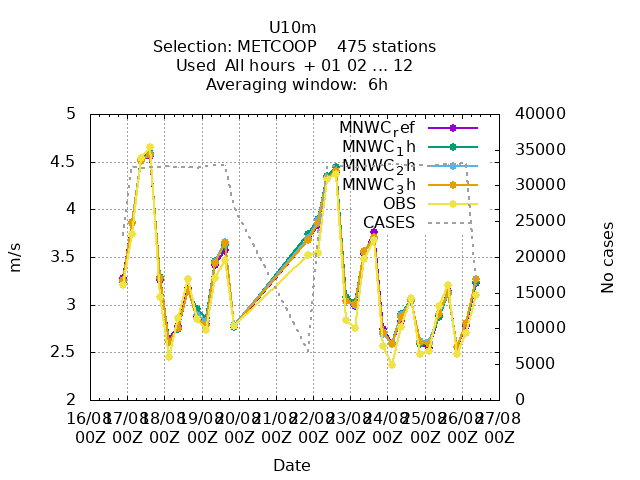 U10m
Selection: METCOOP    475 stations
Used  All hours  + 01 02 ... 12
Averaging window:  6h
5
4.5
4
3.5
3
2.5
2
m/s
40000
35000
30000
25000
20000
15000
10000
5000
0
No cases
MNWC_ref
MNWC_1h
MNWC_2h
MNWC_3h
OBS
CASES
16/08 17/08 18/08 19/08 20/08 21/08 22/08 23/08 24/08 25/08 26/08 27/08
00Z 00Z 00Z 00Z 00Z 00Z 00Z 00Z 00Z 00Z 00Z 00Z
Date